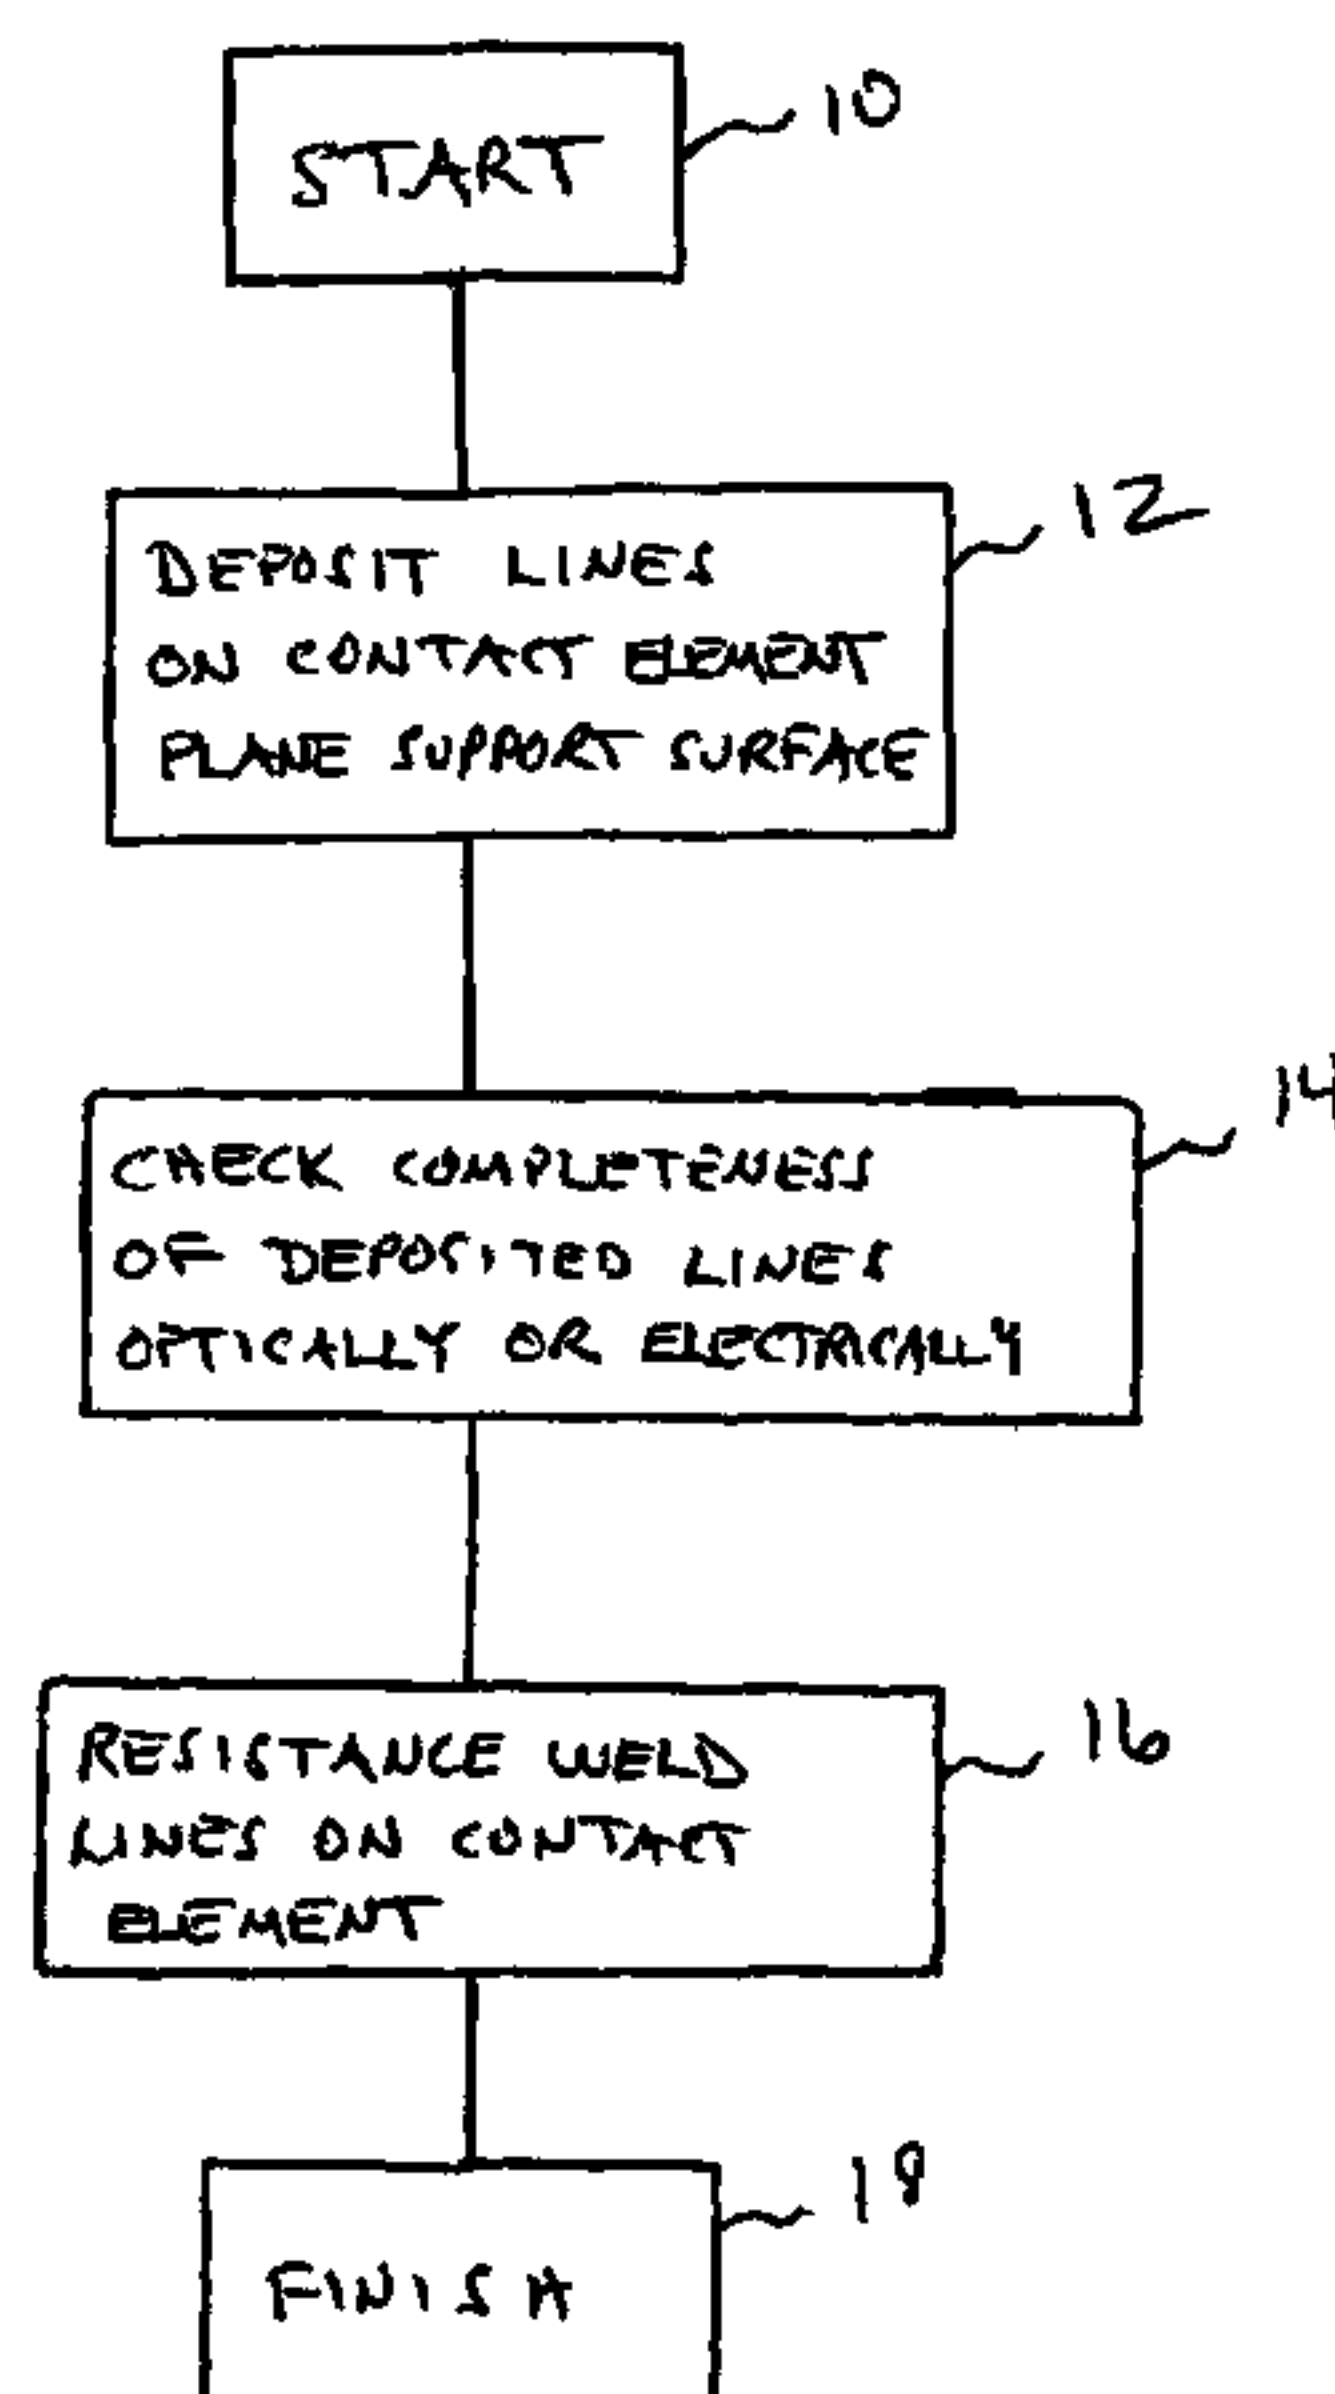 START
10
DEPOSIT LINES
ON CONTACT ELEMENT
PLANE SUPPORT SURFACE
12
CHECK COMPLETENESS
OF DEPOSITED LINES
OPTICALLY OR ELECTRICALLY
14
RESISTANCE WELD
LINES ON CONTACT
ELEMENT
16
FINISH
18